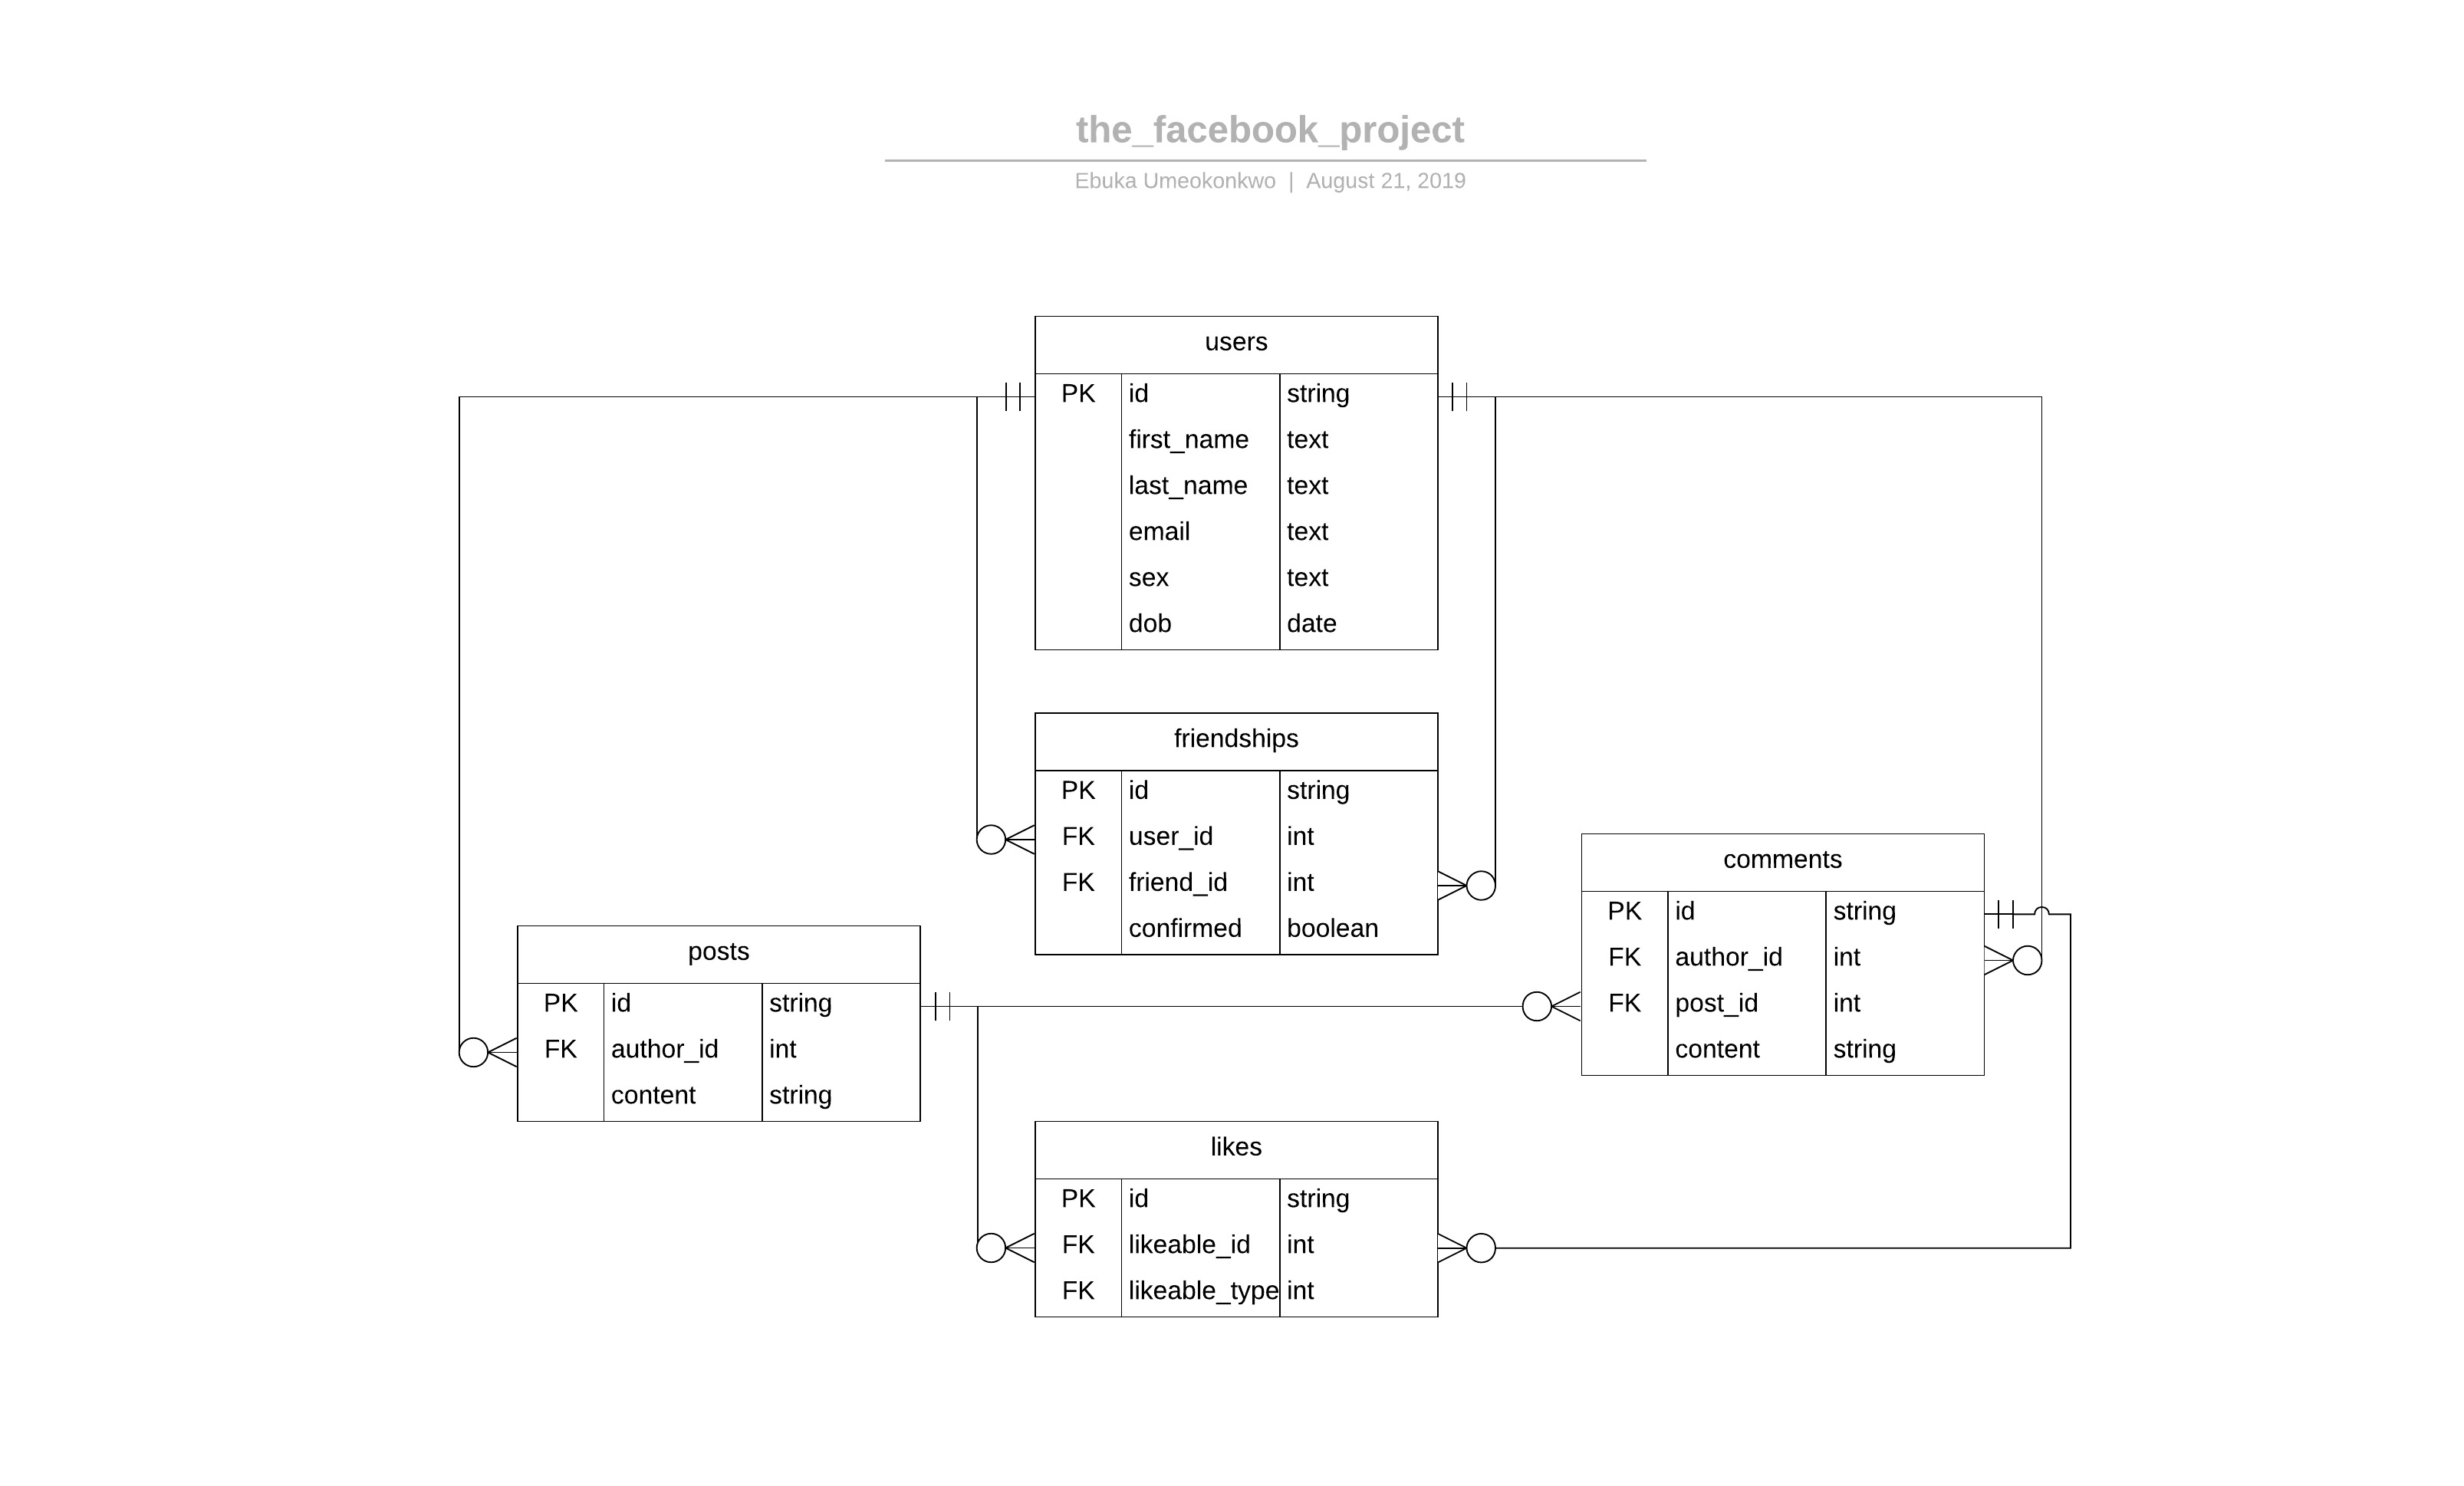 the_facebook_project
Ebuka Umeokonkwo | August 21, 2019
users
PK id string
first_name text
last_name text
email text
sex text
dob date
friendships
PK id string
FK user_id int
FK friend_id int
confirmed boolean
comments
PK id string
FK author_id int
FK post_id int
content string
posts
PK id string
FK author_id int
content string
likes
PK id string
FK likeable_id int
FK likeable_type int